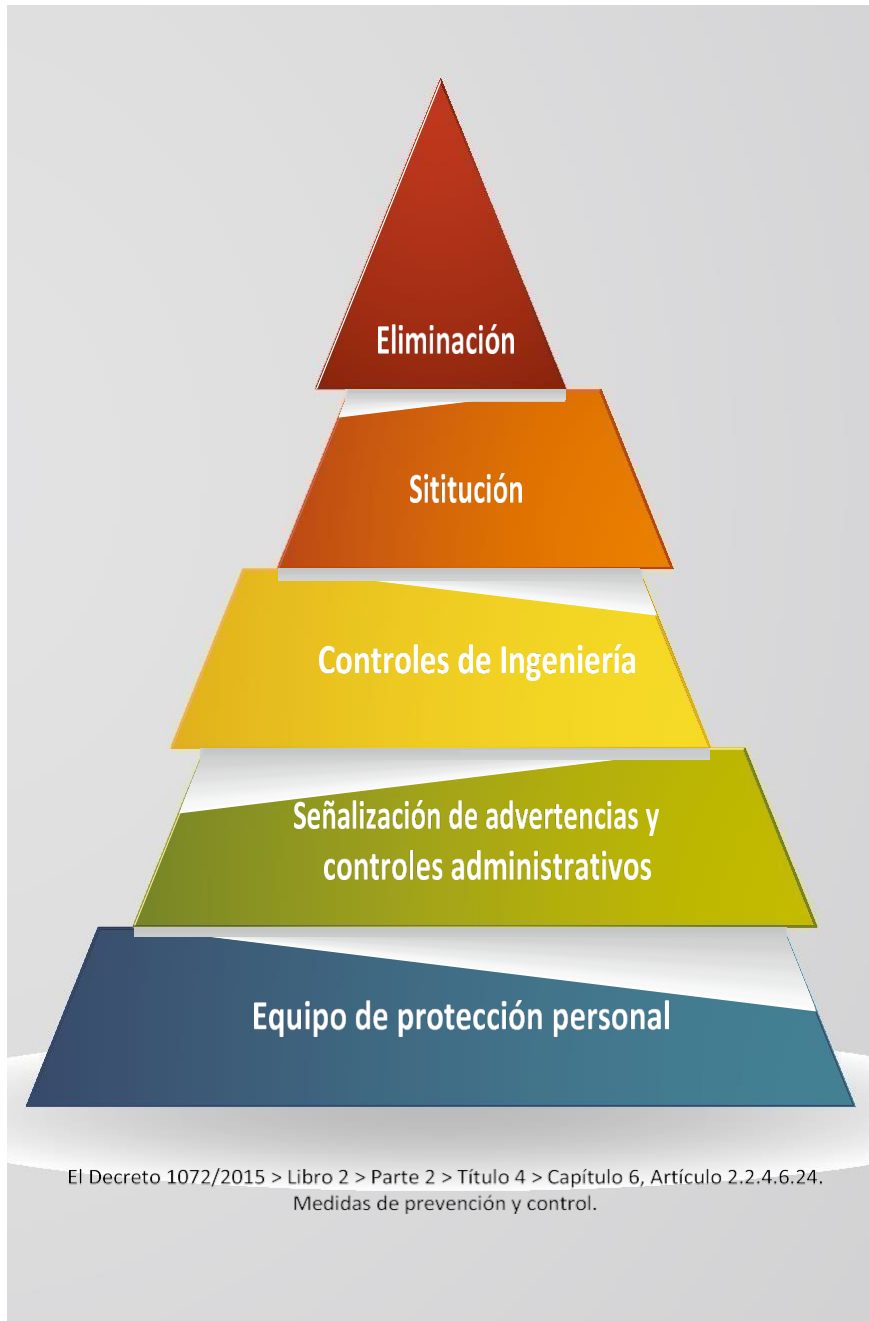 Eliminación
Sititución
Controles de Ingeniería
Señalización de advertencias y
controles administrativos
Equipo de protección personal
El Decreto 1072/2015 > Libro 2 > Parte 2 > Título 4 > Capítulo 6, Artículo 2.2.4.6.24.
Medidas de prevención y control.